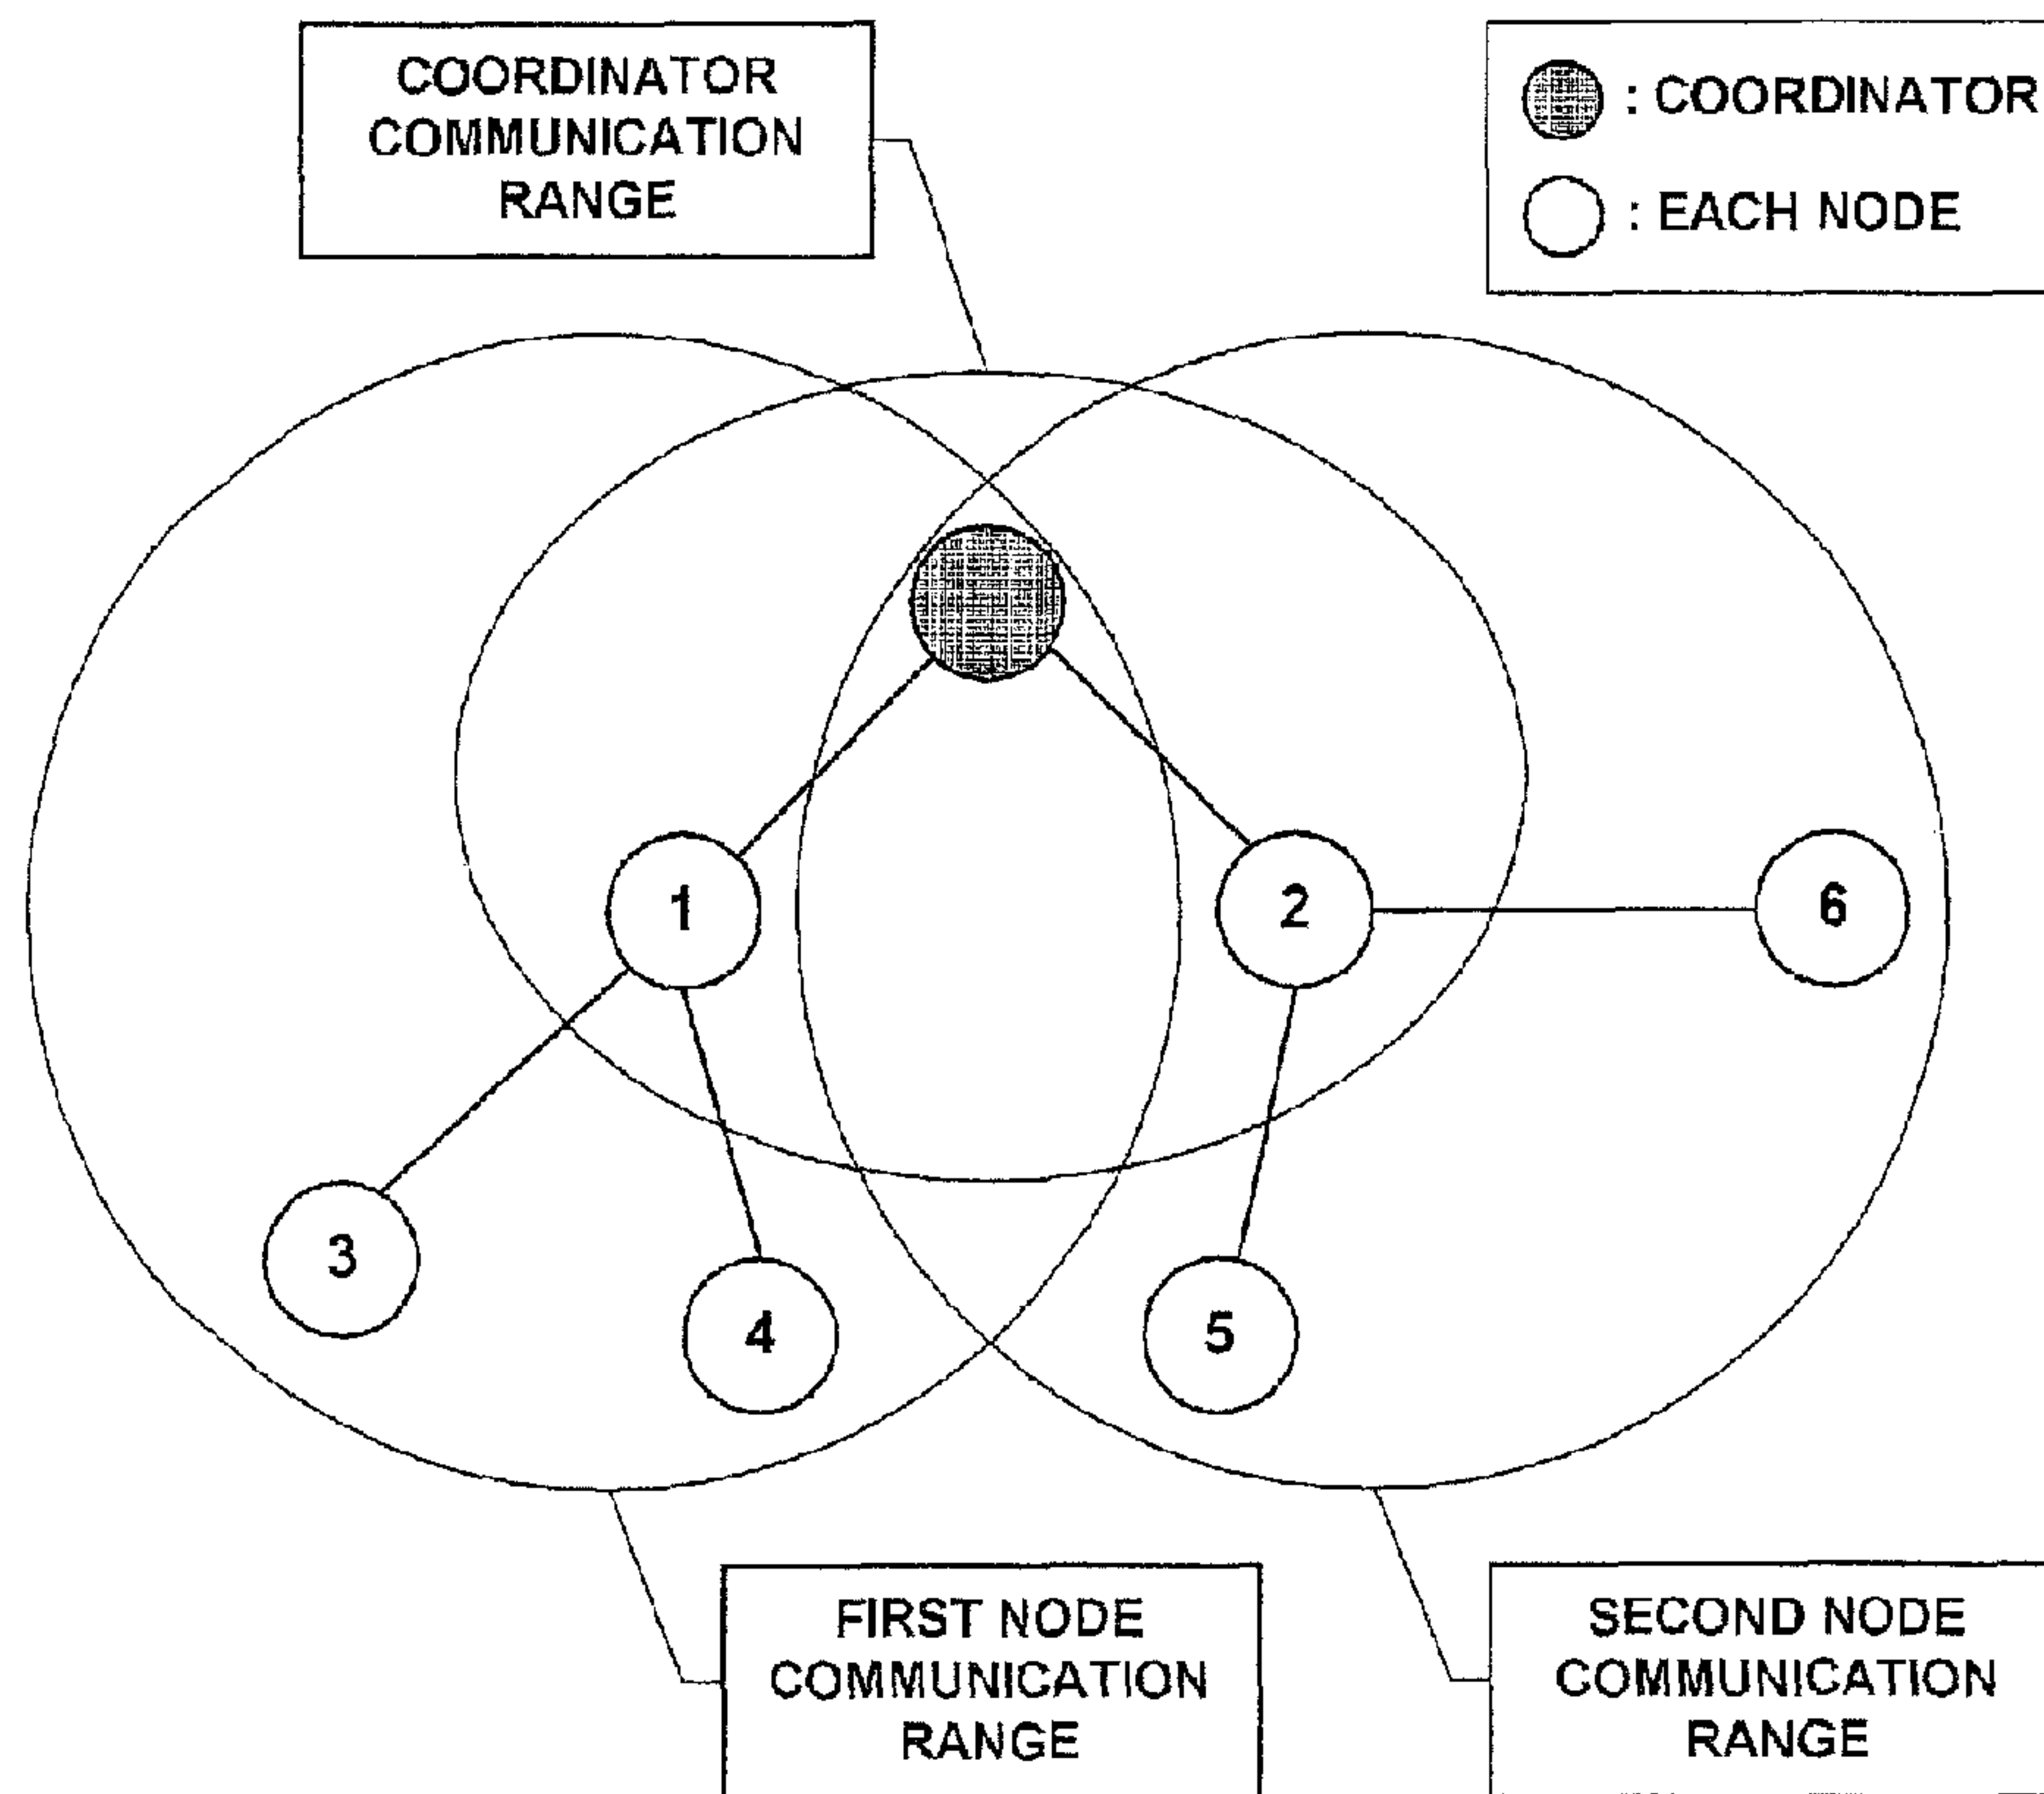 COORDINATOR
COMMUNICATION
RANGE
: COORDINATOR
: EACH NODE
1
2
6
3
4
5
FIRST NODE
COMMUNICATION
RANGE
SECOND NODE
COMMUNICATION
RANGE